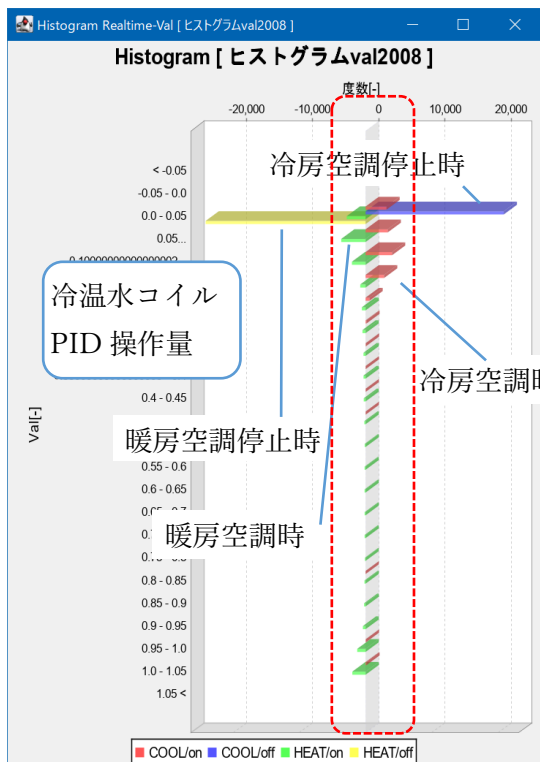 Histogram Realtime-Val [ ヒストグラムval2008 ]
Histogram [ ヒストグラムval2008 ]
度数[-]
-20,000 -10,000 0 10,000 20,000
< -0.05
冷房空調停止時
-0.05 - 0.0
0.0 - 0.05
0.05...
冷温水コイル
PID 操作量
冷房空調時
0.4 - 0.45
Val[-]
暖房空調停止時
0.55 - 0.6
0.6 - 0.65
暖房空調時
0.8 - 0.85
0.85 - 0.9
0.9 - 0.95
0.95 - 1.0
1.0 - 1.05
1.05 <
COOL/on COOL/off HEAT/on HEAT/off